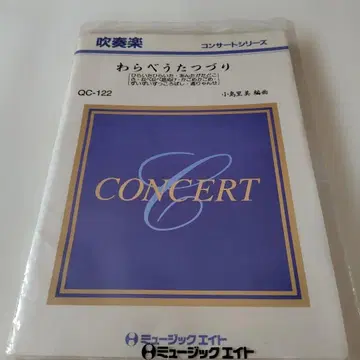 吹奏楽
コンサートシリーズ
わらべうたつづり
QC-122
小島里美 編曲
C
CONCERT
ミュージックエイト
ミュージックエイト